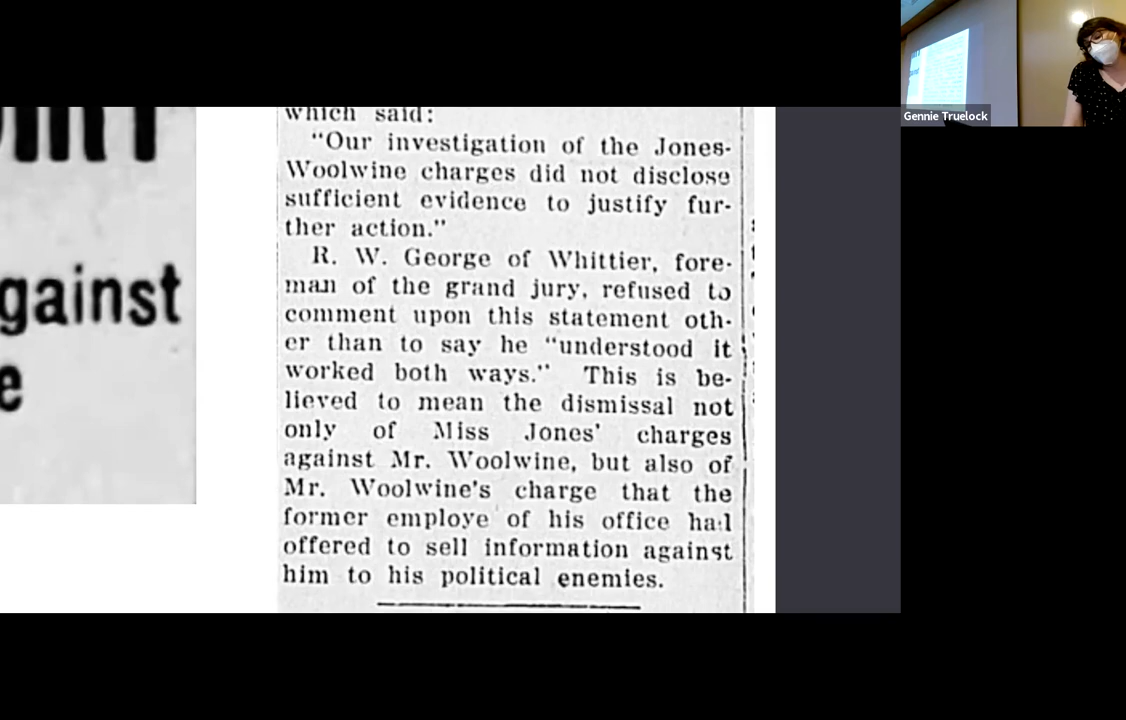 gainst
e
which said:
"Our investigation of the Jones-
Woolwine charges did not disclose
sufficient evidence to justify fur-
ther action."
R. W. George of Whittier, fore-
man of the grand jury, refused to
comment upon this statement oth-
er than to say he "understood it
worked both ways." This is be-
lieved to mean the dismissal not
only of Miss Jones' charges
against Mr. Woolwine, but also of
Mr. Woolwine's charge that the
former employe of his office had
offered to sell information against
him to his political enemies.
Gennie Truelock